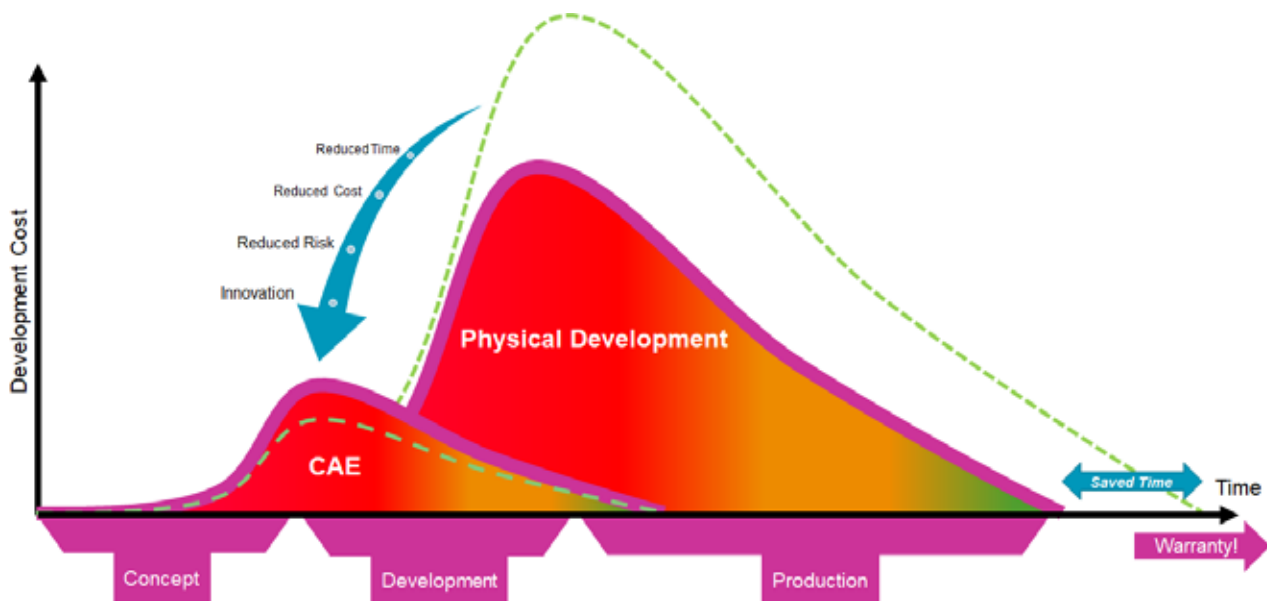 Development Cost
Reduced Time
Reduced Cost
Reduced Risk
Innovation
Physical Development
CAE
Saved Time
Time
Warranty!
Concept
Development
Production